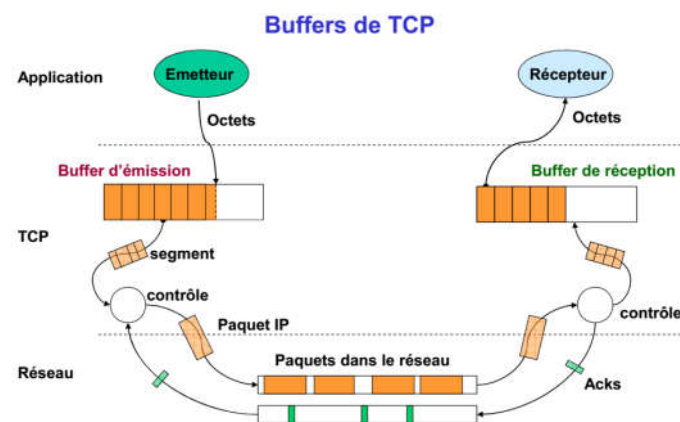 Buffers de TCP
Application
Emetteur
Récepteur
Octets
Octets
Buffer d'émission
Buffer de réception
TCP
segment
contrôle
contrôle
Paquet IP
Paquets dans le réseau
Réseau
Acks